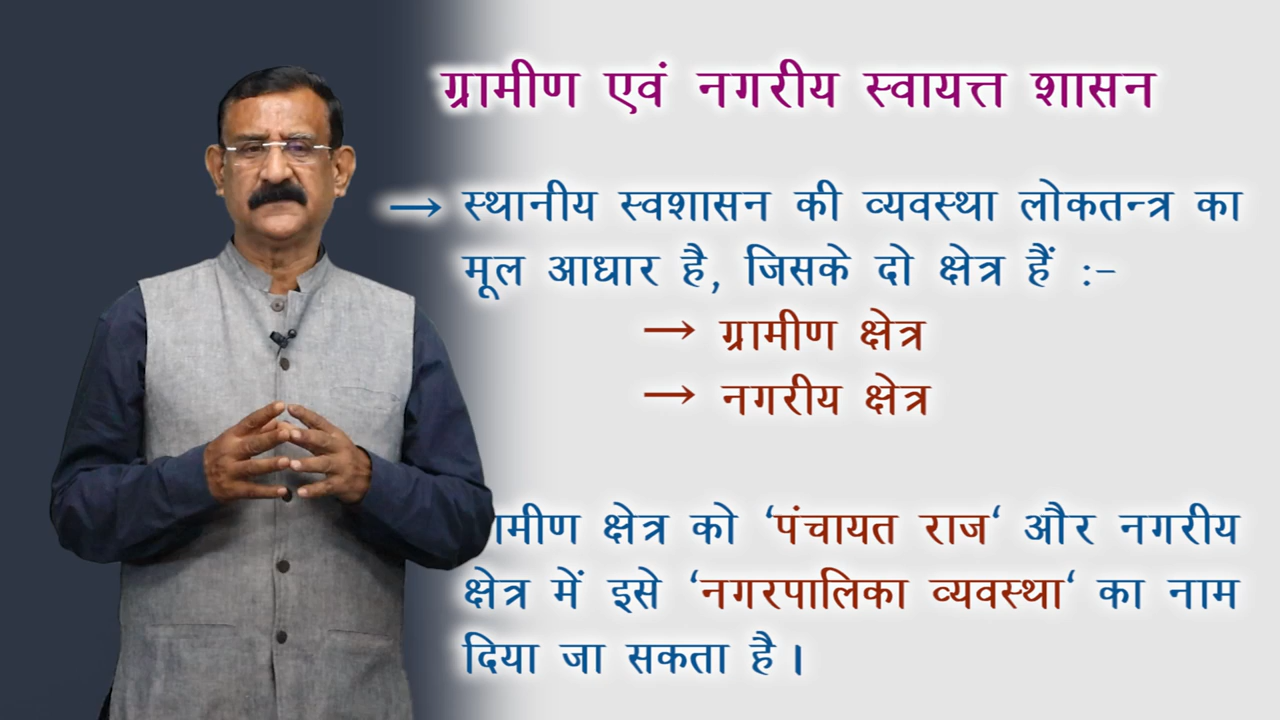 ग्रामीण एवं नगरीय स्वायत्त शासन
→ स्थानीय स्वशासन की व्यवस्था लोकतन्त्र का
मूल आधार है, जिसके दो क्षेत्र हैं :-
→ ग्रामीण क्षेत्र
→ नगरीय क्षेत्र
क्षेत्र को ‘पंचायत राज‘ और नगरीय
क्षेत्र में इसे ‘नगरपालिका व्यवस्था‘ का नाम
दिया जा सकता है।